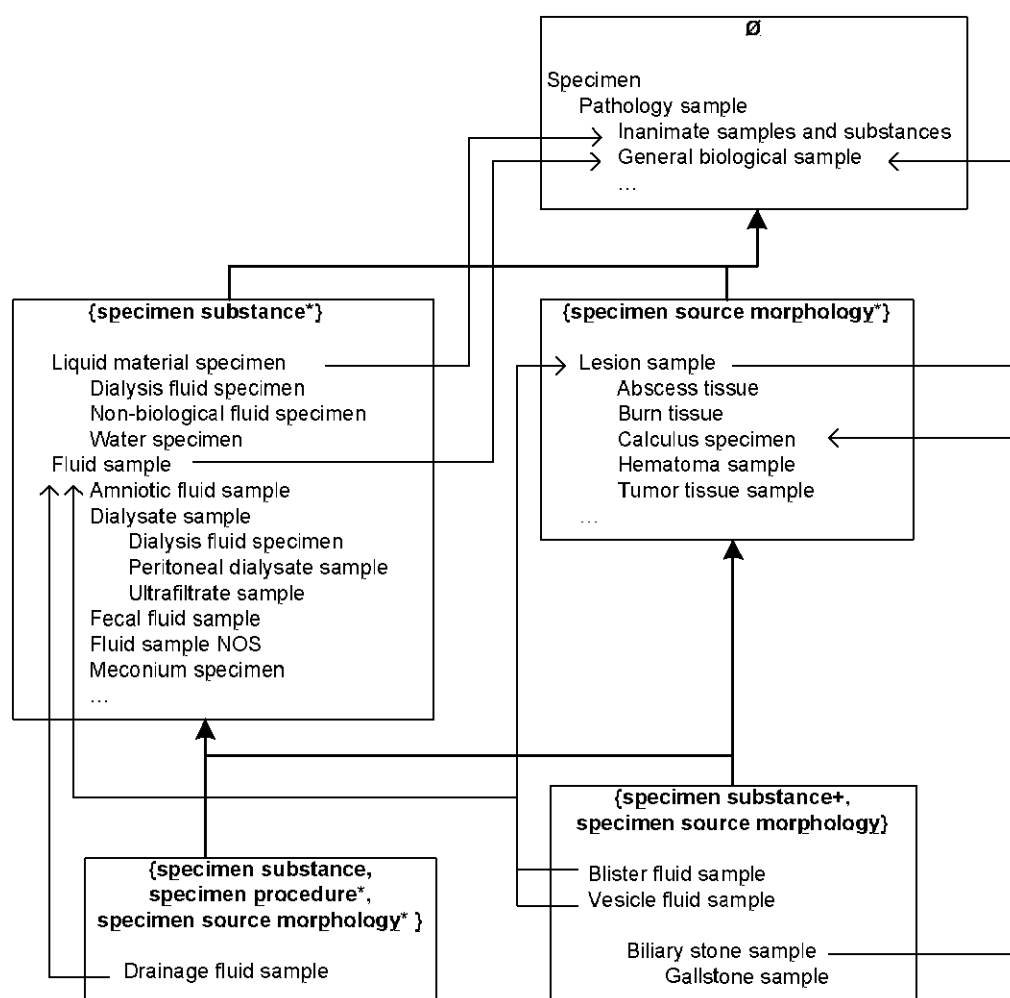 Ø
Specimen
Pathology sample
Inanimate samples and substances
General biological sample
...
{specimen substance*}
Liquid material specimen
Dialysis fluid specimen
Non-biological fluid specimen
Water specimen
Fluid sample
Amniotic fluid sample
Dialysate sample
Dialysis fluid specimen
Peritoneal dialysate sample
Ultrafiltrate sample
Fecal fluid sample
Fluid sample NOS
Meconium specimen
...
{specimen source morphology*}
Lesion sample
Abscess tissue
Burn tissue
Calculus specimen
Hematoma sample
Tumor tissue sample
...
{specimen substance,
specimen procedure*,
specimen source morphology* }
Drainage fluid sample
{specimen substance+,
specimen source morphology}
Blister fluid sample
Vesicle fluid sample
Biliary stone sample
Gallstone sample